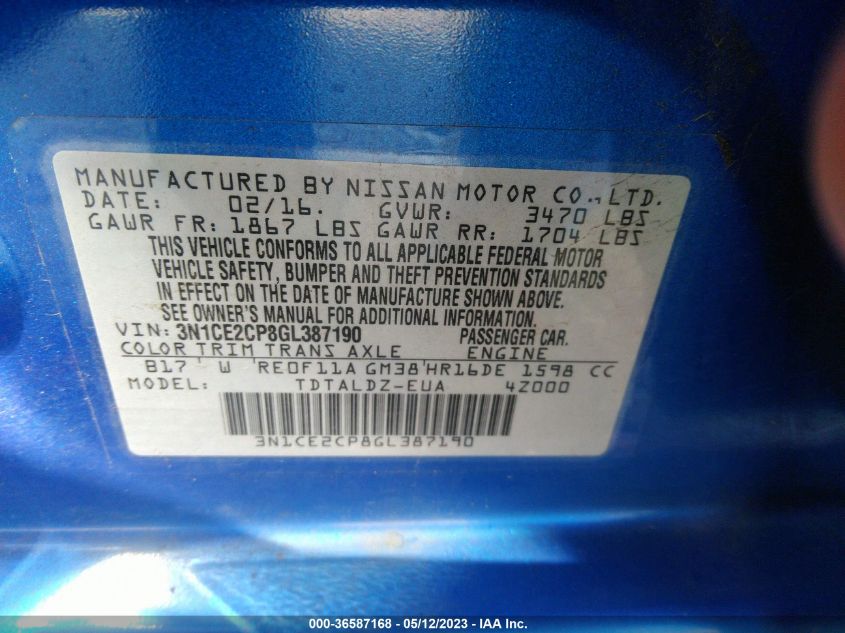 MANUFACTURED BY NISSAN MOTOR CO., LTD.
DATE: 02/16. GVWR: 3470 LBS
GAWR FR: 1867 LBS GAWR RR: 1704 LBS
THIS VEHICLE CONFORMS TO ALL APPLICABLE FEDERAL MOTOR
VEHICLE SAFETY, BUMPER AND THEFT PREVENTION STANDARDS
IN EFFECT ON THE DATE OF MANUFACTURE SHOWN ABOVE.
SEE OWNER'S MANUAL FOR ADDITIONAL INFORMATION.
VIN: 3N1CE2CP8GL387190 PASSENGER CAR.
COLOR TRIM TRANS AXLE ENGINE
B17 W RE0F11A GM38 HR16DE 1598 CC
MODEL: TDTALDZ-EUA 4Z000
3N1CE2CP8GL387190
000-36587168 - 05/12/2023 - IAA Inc.